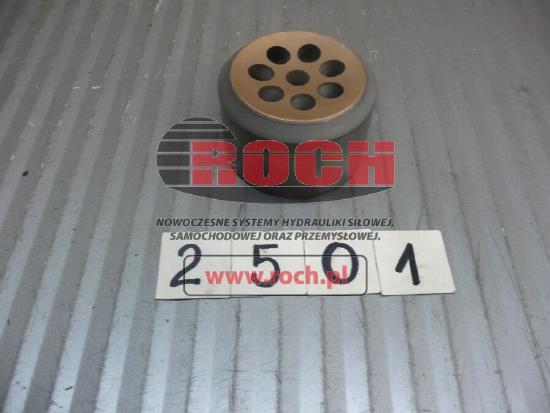 ROCH
NOWOCZESNE SYSTEMY HYDRAULIKI SIŁOWEJ,
SAMOCHODOWEJ ORAZ PRZEMYSŁOWEJ.
2 5 0 1
www.roch.pl